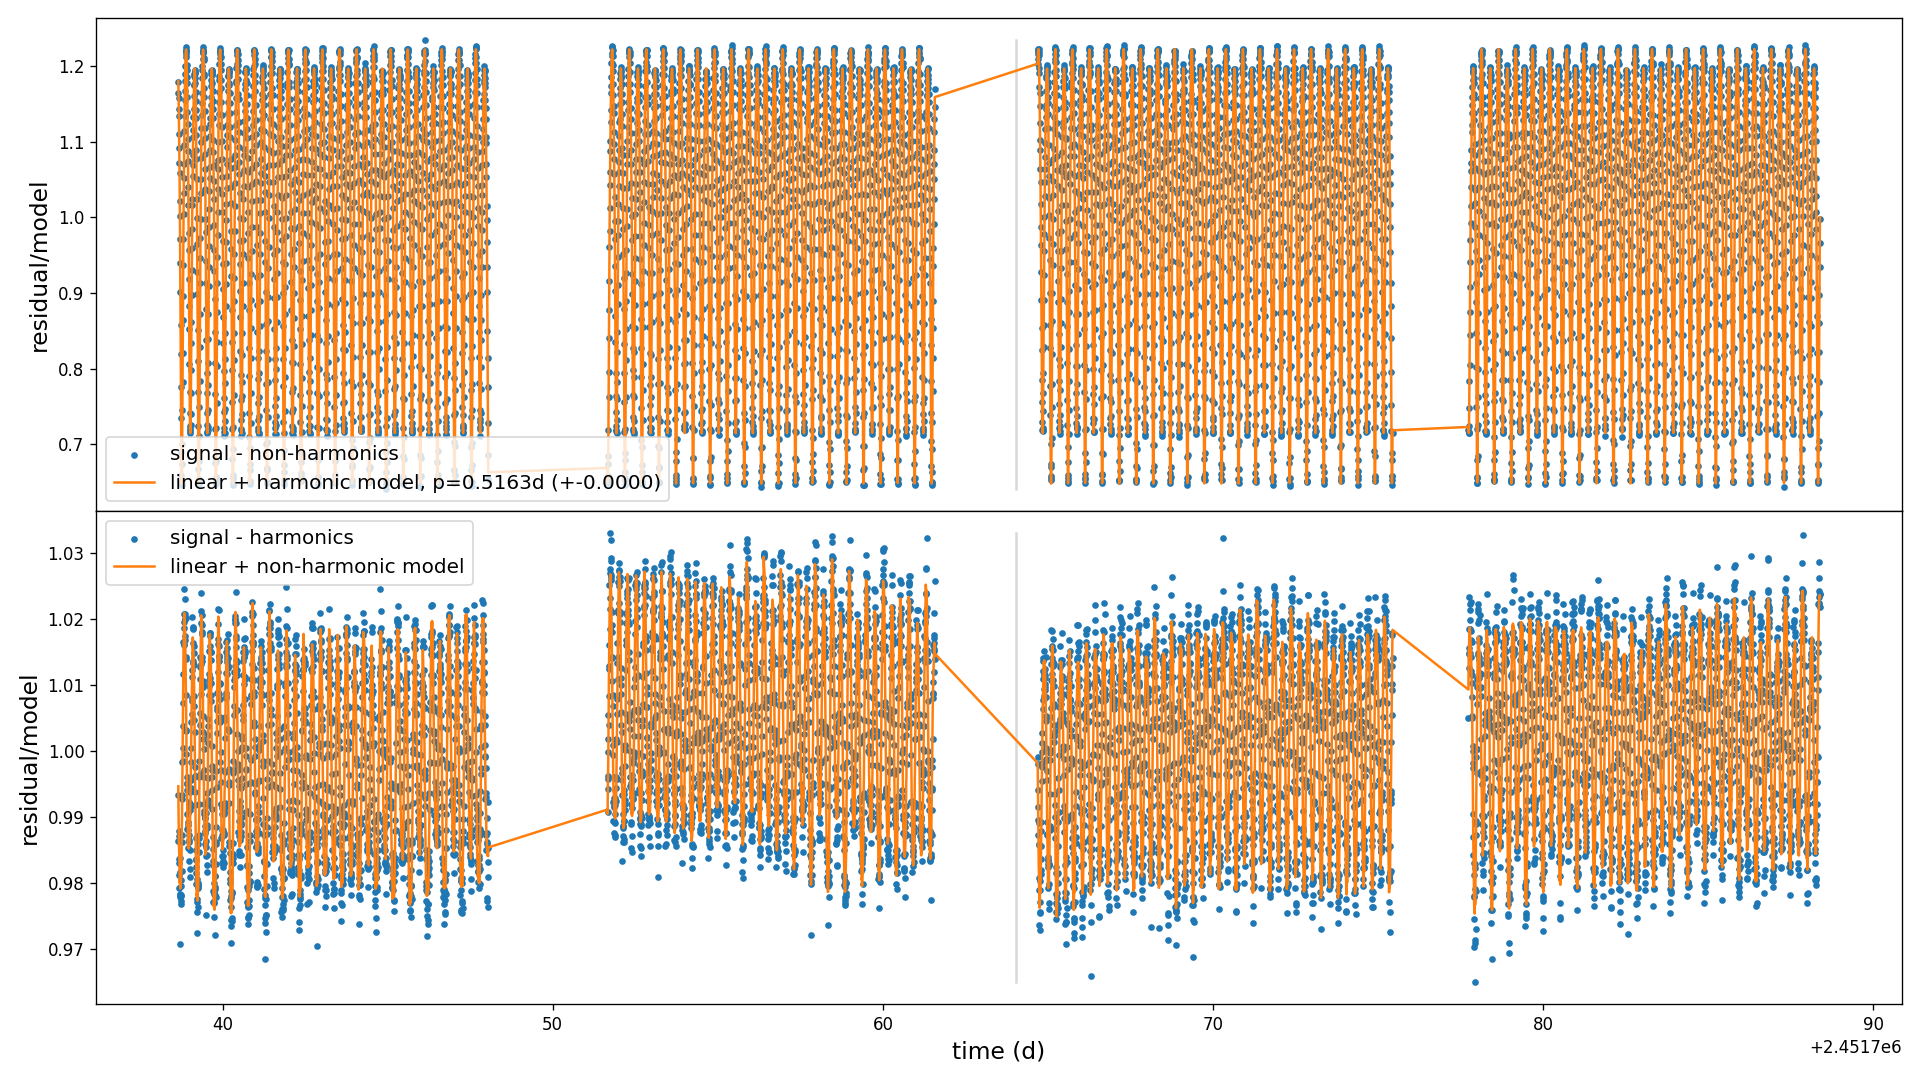 1.2
1.1
1.0
0.9
0.8
0.7
residual/model
signal - non-harmonics
linear + harmonic model, p=0.5163d (+-0.0000)
signal - harmonics
linear + non-harmonic model
1.03
1.02
1.01
1.00
0.99
0.98
0.97
residual/model
40 50 60 70 80 90
time (d)
+2.4517e6